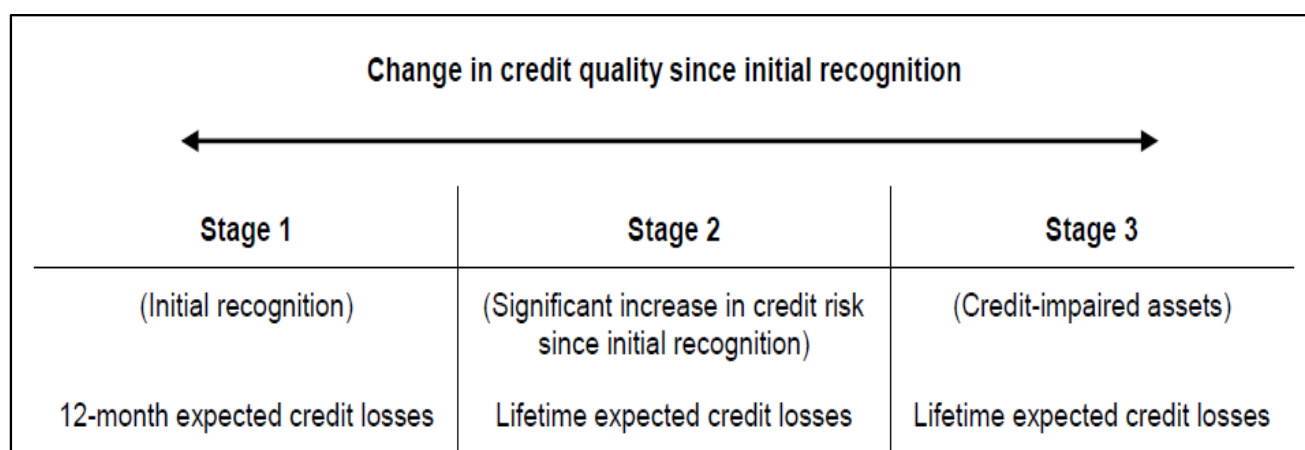 Change in credit quality since initial recognition
Stage 1
Stage 2
Stage 3
(Initial recognition)
(Significant increase in credit risk
since initial recognition)
(Credit-impaired assets)
12-month expected credit losses
Lifetime expected credit losses
Lifetime expected credit losses